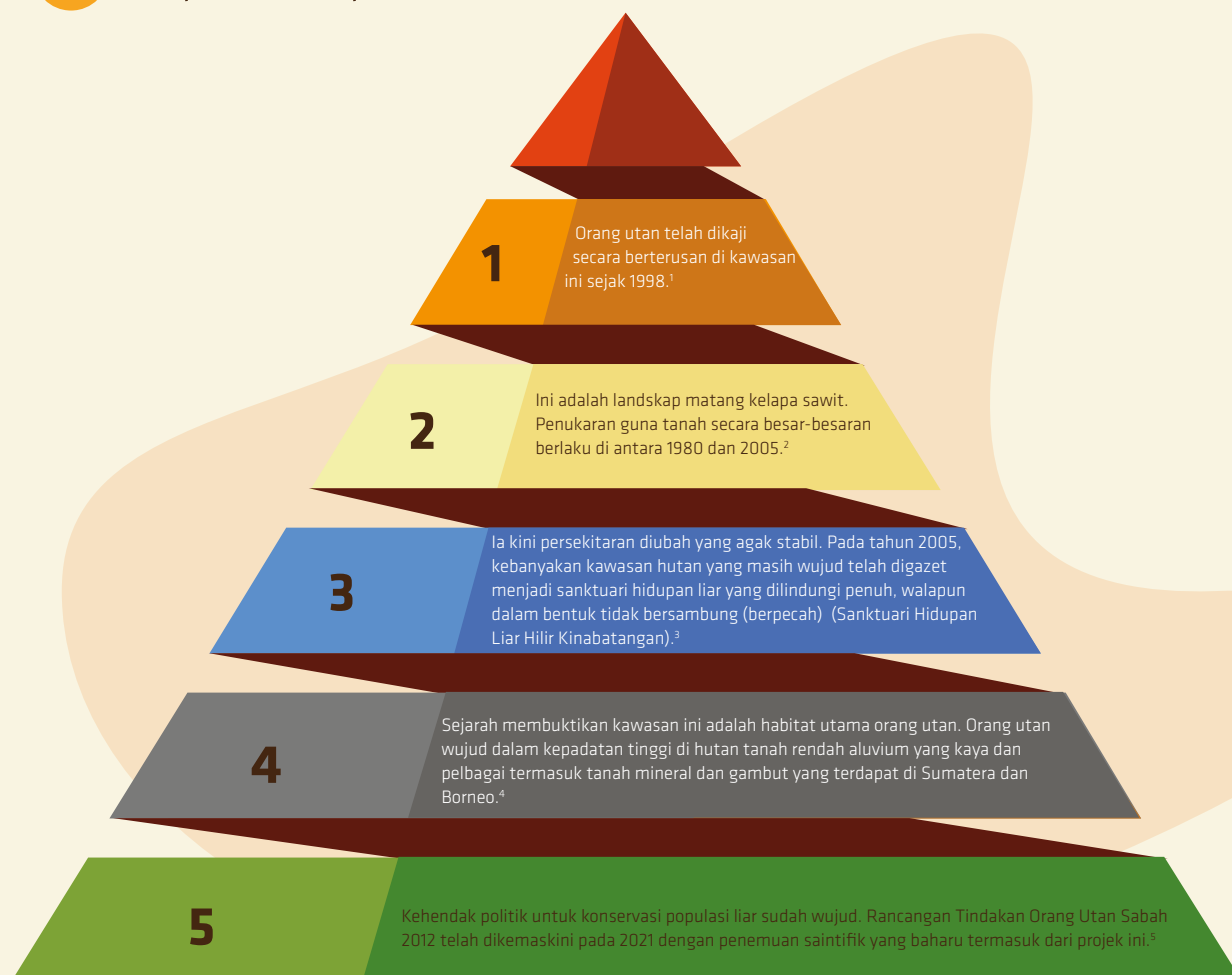 1
Orang utan telah dikaji
secara berterusan di kawasan
ini sejak 1998.¹
2
Ini adalah landskap matang kelapa sawit.
Penukaran guna tanah secara besar-besaran
berlaku di antara 1980 dan 2005.²
3
Ia kini persekitaran diubah yang agak stabil. Pada tahun 2005,
kebanyakan kawasan hutan yang masih wujud telah digazet
menjadi sanktuari hidupan liar yang dilindungi penuh, walapun
dalam bentuk tidak bersambung (berpecah) (Sanktuari Hidupan
Liar Hilir Kinabatangan).³
4
Sejarah membuktikan kawasan ini adalah habitat utama orang utan. Orang utan
wujud dalam kepadatan tinggi di hutan tanah rendah aluvium yang kaya dan
pelbagai termasuk tanah mineral dan gambut yang terdapat di Sumatera dan
Borneo.⁴
5
Kehendak politik untuk konservasi populasi liar sudah wujud. Rancangan Tindakan Orang Utan Sabah
2012 telah dikemaskini pada 2021 dengan penemuan saintifik yang baharu termasuk dari projek ini.⁵